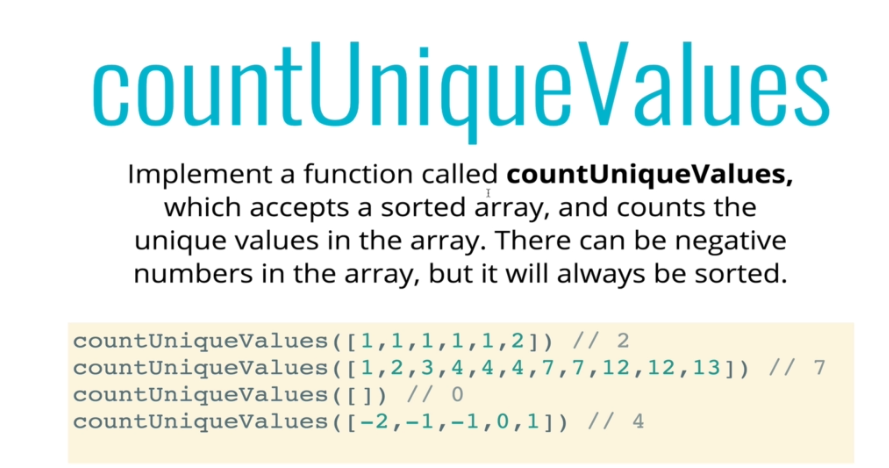 countUniqueValues
Implement a function called countUniqueValues,
which accepts a sorted array, and counts the
unique values in the array. There can be negative
numbers in the array, but it will always be sorted.
countUniqueValues([1,1,1,1,1,2]) // 2
countUniqueValues([1,2,3,4,4,4,7,7,12,12,13]) // 7
countUniqueValues([]) // 0
countUniqueValues([-2,-1,-1,0,1]) // 4